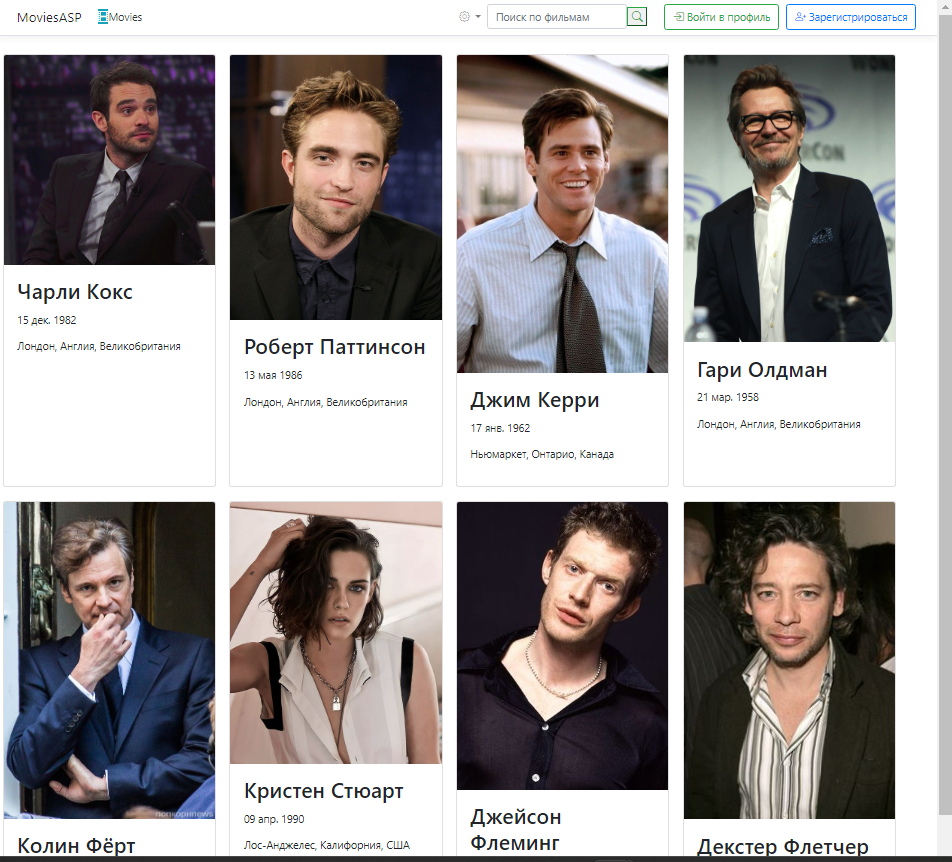 MoviesASP Movies Поиск по фильмам Войти в профиль Зарегистрироваться
Чарли Кокс
15 дек. 1982
Лондон, Англия, Великобритания
Роберт Паттинсон
13 мая 1986
Лондон, Англия, Великобритания
Джим Керри
17 янв. 1962
Ньюмаркет, Онтарио, Канада
Гари Олдман
21 мар. 1958
Лондон, Англия, Великобритания
Колин Фёрт
Кристен Стюарт
09 апр. 1990
Лос-Анджелес, Калифорния, США
Джейсон
Флеминг
Декстер Флетчер